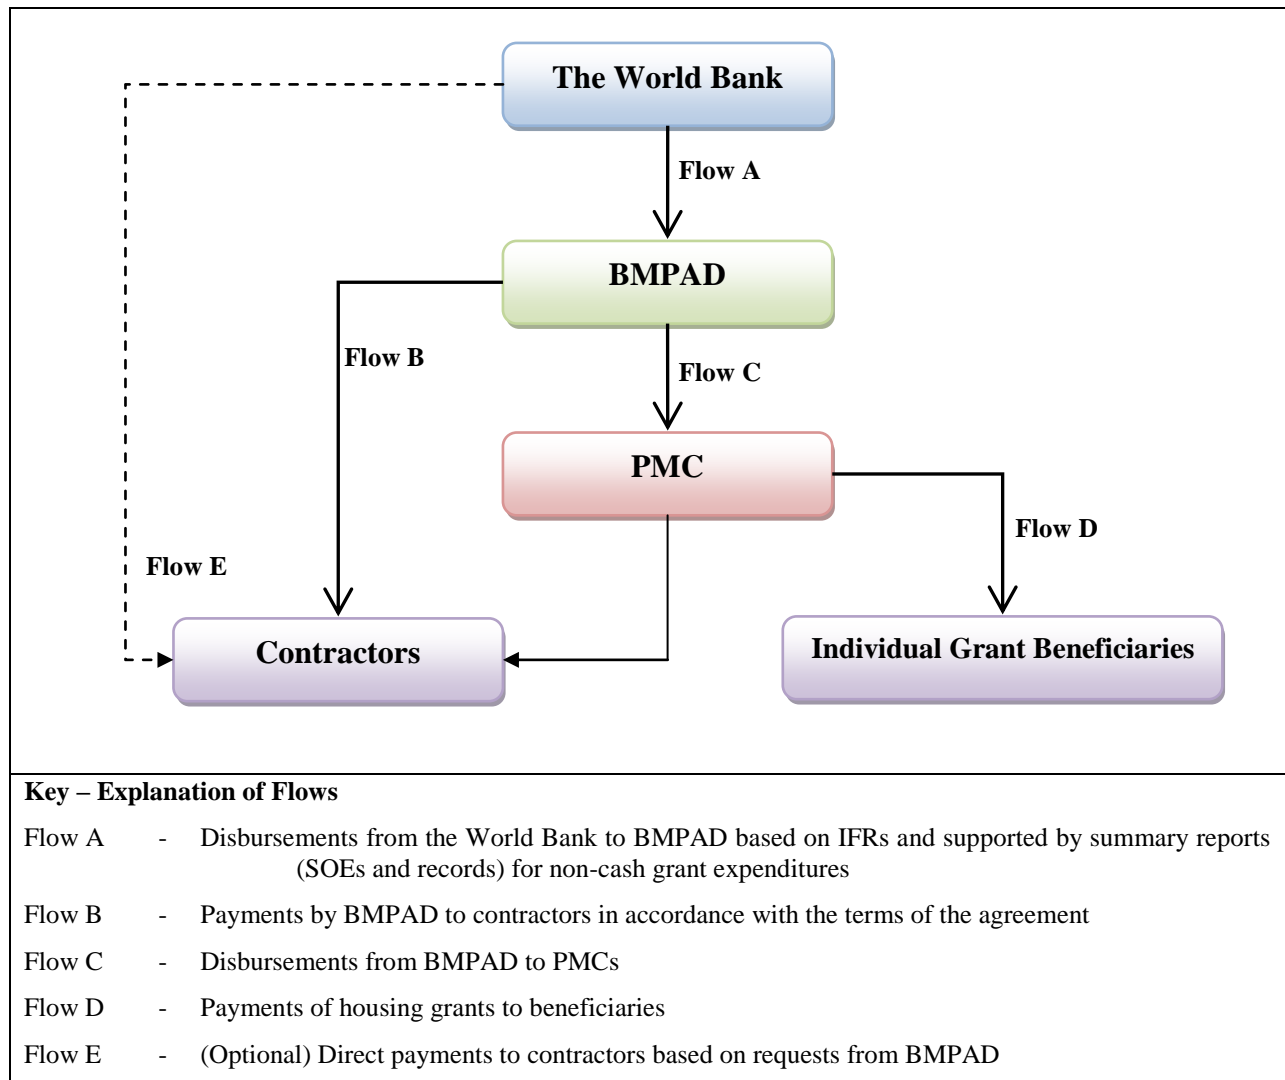 The World Bank
Flow A
BMPAD
Flow B
Flow C
PMC
Flow D
Flow E
Contractors
Individual Grant Beneficiaries
Key – Explanation of Flows
Flow A - Disbursements from the World Bank to BMPAD based on IFRs and supported by summary reports
(SOEs and records) for non-cash grant expenditures
Flow B - Payments by BMPAD to contractors in accordance with the terms of the agreement
Flow C - Disbursements from BMPAD to PMCs
Flow D - Payments of housing grants to beneficiaries
Flow E - (Optional) Direct payments to contractors based on requests from BMPAD